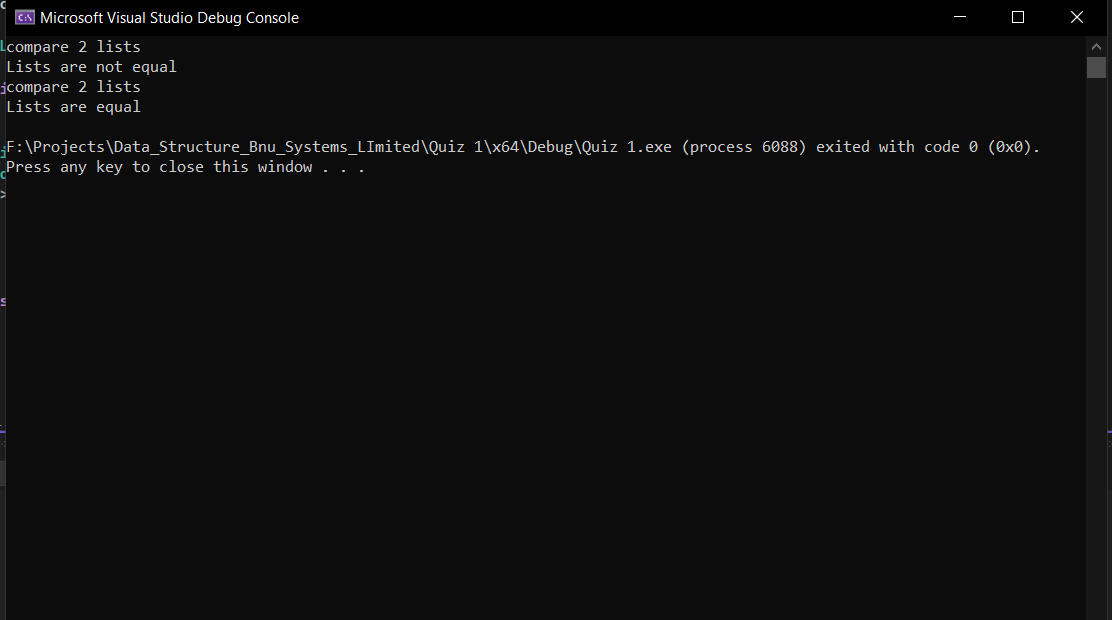 Microsoft Visual Studio Debug Console
compare 2 lists
Lists are not equal
compare 2 lists
Lists are equal
F:\Projects\Data_Structure_Bnu_Systems_LImited\Quiz 1\x64\Debug\Quiz 1.exe (process 6088) exited with code 0 (0x0).
Press any key to close this window . . .